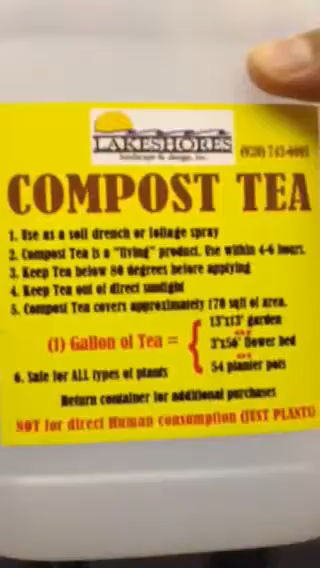 LAKESHORES
landscape & design, inc.
COMPOST TEA
1. Use as a soil drench or foliage spray
2. Compost Tea is a "living" product. Use within 4-6 hours.
3. Keep Tea below 80 degrees before applying
4. Keep Tea out of direct sunlight
5. Compost Tea covers approximately 170 sqft of area.
13'x13' garden
or
(1) Gallon of Tea = { 3'x56' flower bed
or
54 planter pots
6. Safe for ALL types of plants
Return container for additional purchases
NOT for direct Human consumption (JUST PLANTS)